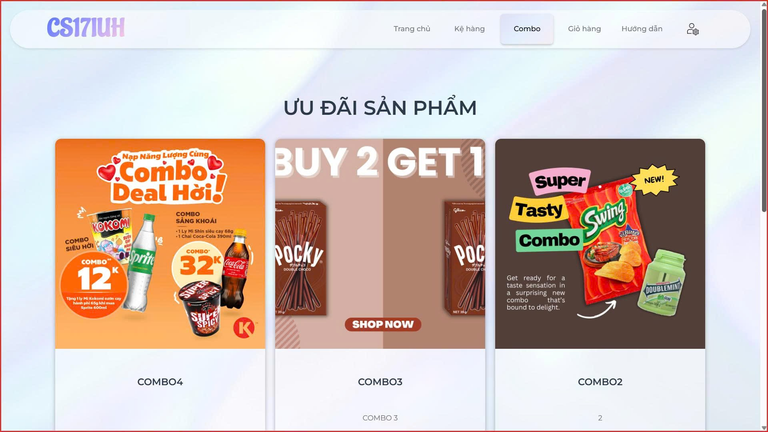 CS171UH
Trang chủ
Kệ hàng
Combo
Giỏ hàng
Hướng dẫn
ƯU ĐÃI SẢN PHẨM
Nạp Năng Lượng Cùng
Combo
Deal Hời!
COMBO
SẢNG KHOÁI
• 1 Ly Mì Shin siêu cay 68g
• 1 Chai Coca-Cola 390ml
COMBO
SIÊU HỜI
KOKOMI
Sprite
COMBO
12K
COMBO
32K
Coca-Cola
SUPER
SPICY
K
BUY 2 GET 1
POCKY
DOUBLE CHOCO
POC
DOUBLE
SHOP NOW
Super
Tasty
Combo
NEW!
Swing
DOUBLEMINT
Get ready for a
taste sensation in
a surprising new
combo that's
bound to delight.
COMBO4
COMBO3
COMBO2
COMBO 3
2